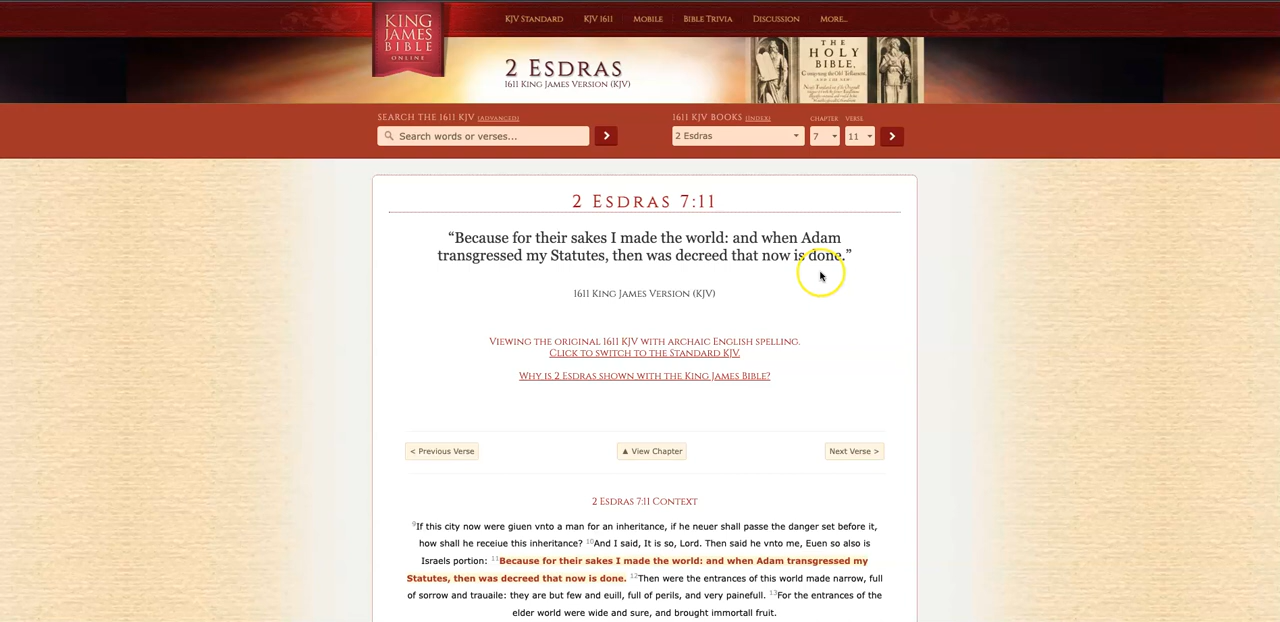 KING
JAMES
BIBLE
ONLINE
KJV STANDARD
KJV 1611
MOBILE
BIBLE TRIVIA
DISCUSSION
MORE...
2 ESDRAS
1611 KING JAMES VERSION (KJV)
THE
HOLY
BIBLE,
SEARCH THE 1611 KJV (ADVANCED)
Search words or verses...
1611 KJV BOOKS (INDEX)
CHAPTER
VERSE
2 Esdras
7
11
2 ESDRAS 7:11
“Because for their sakes I made the world: and when Adam
transgressed my Statutes, then was decreed that now is done.”
1611 KING JAMES VERSION (KJV)
VIEWING THE ORIGINAL 1611 KJV WITH ARCHAIC ENGLISH SPELLING.
CLICK TO SWITCH TO THE STANDARD KJV.
WHY IS 2 ESDRAS SHOWN WITH THE KING JAMES BIBLE?
< Previous Verse
▲ View Chapter
Next Verse >
2 ESDRAS 7:11 CONTEXT
9If this city now were giuen vnto a man for an inheritance, if he neuer shall passe the danger set before it,
how shall he receiue this inheritance? 10And I said, It is so, Lord. Then said he vnto me, Euen so also is
Israels portion: 11Because for their sakes I made the world: and when Adam transgressed my
Statutes, then was decreed that now is done. 12Then were the entrances of this world made narrow, full
of sorrow and trauaile: they are but few and euill, full of perils, and very painefull. 13For the entrances of the
elder world were wide and sure, and brought immortall fruit.